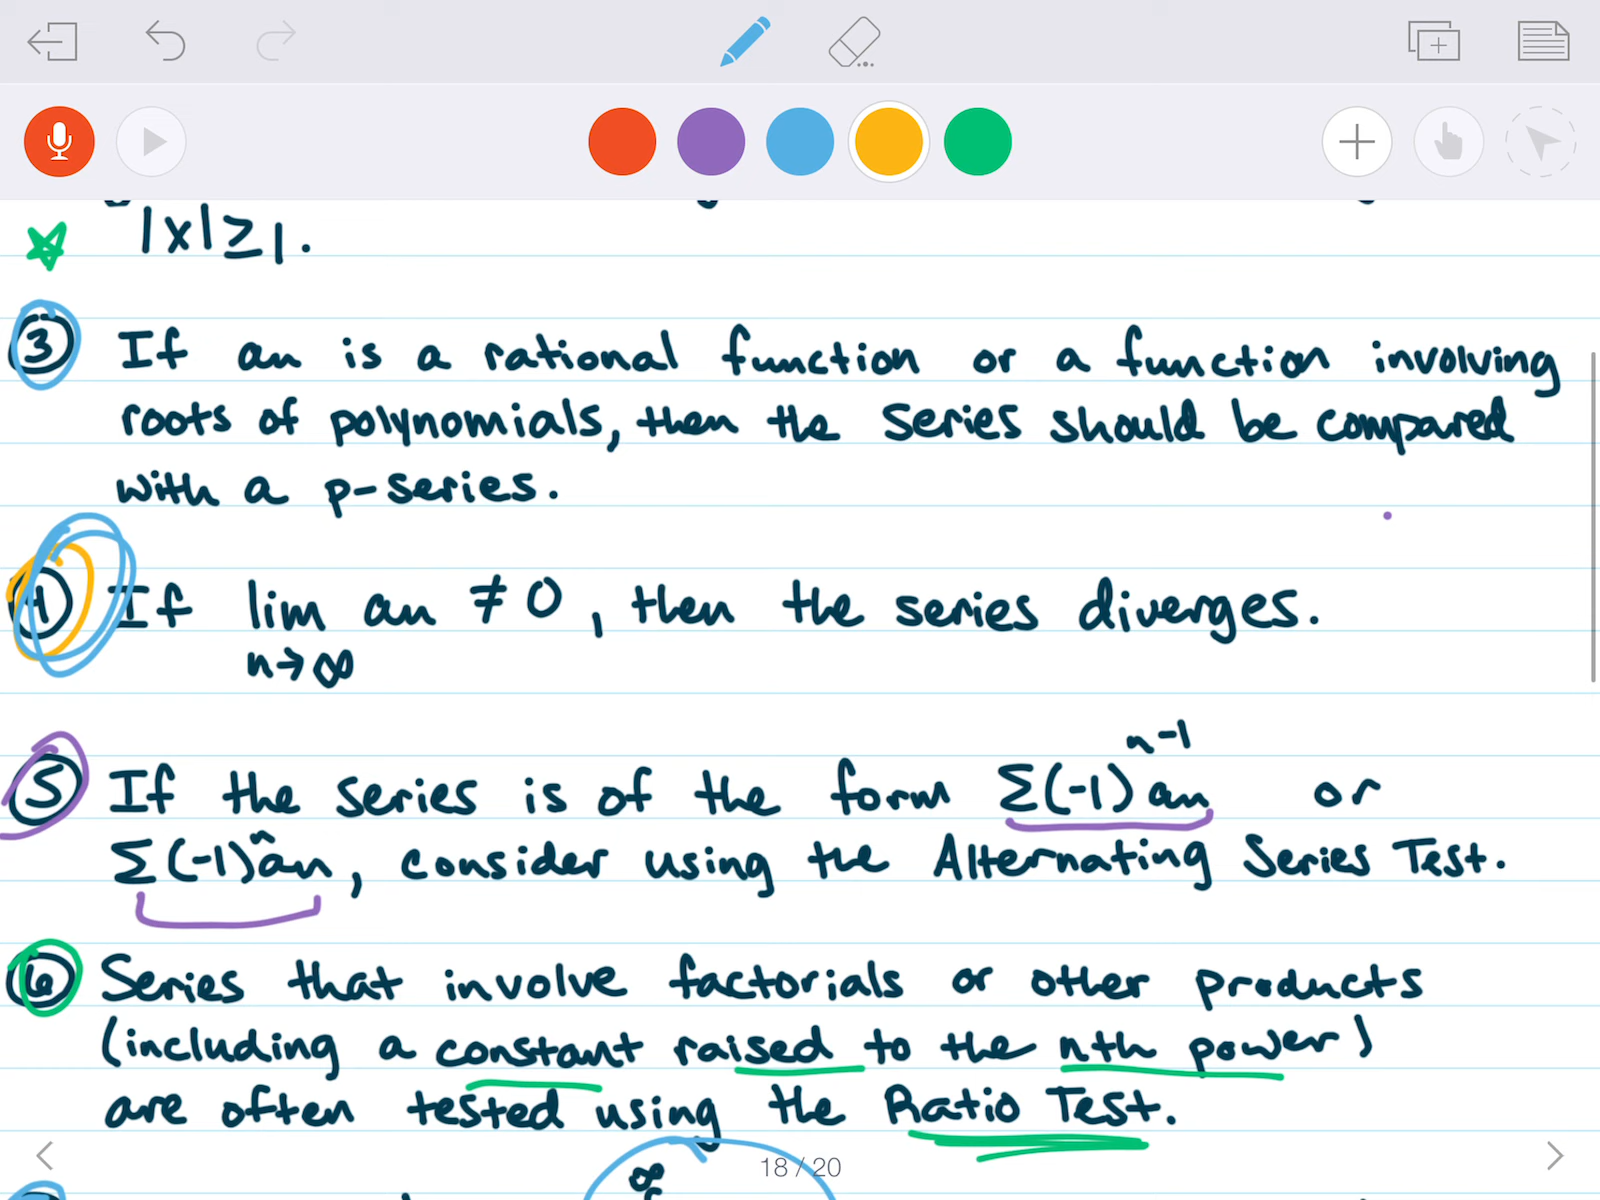 |x|≥1.
③ If an is a rational function or a function involving
roots of polynomials, then the series should be compared
with a p-series.
④ If lim an ≠ 0, then the series diverges.
n→∞
n-1
⑤ If the series is of the form Σ(-1) an or
Σ(-1)ⁿan, consider using the Alternating Series Test.
⑥ Series that involve factorials or other products
(including a constant raised to the nth power)
are often tested using the Ratio Test.
18 / 20
∞